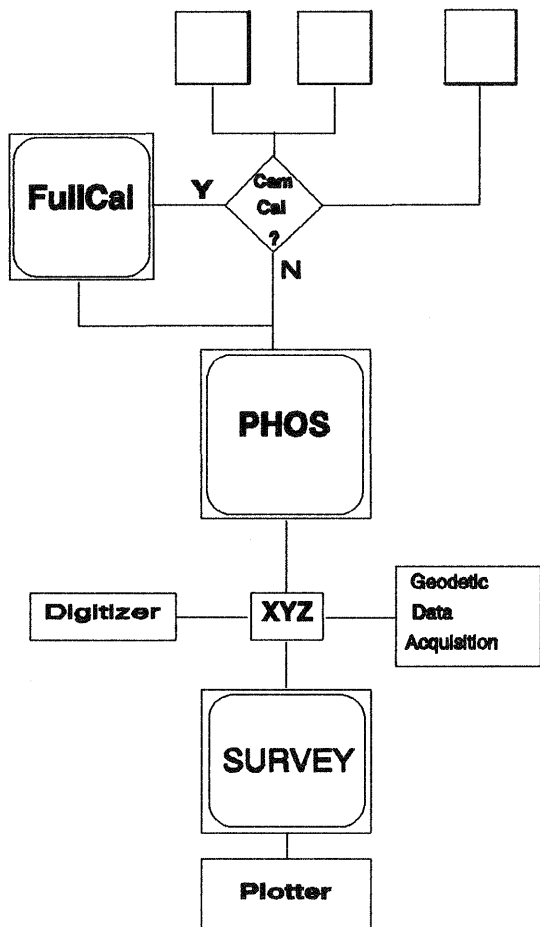 Cam
Cal
?
Y
FullCal
N
PHOS
Digitizer
XYZ
Geodetic
Data
Acquisition
SURVEY
Plotter